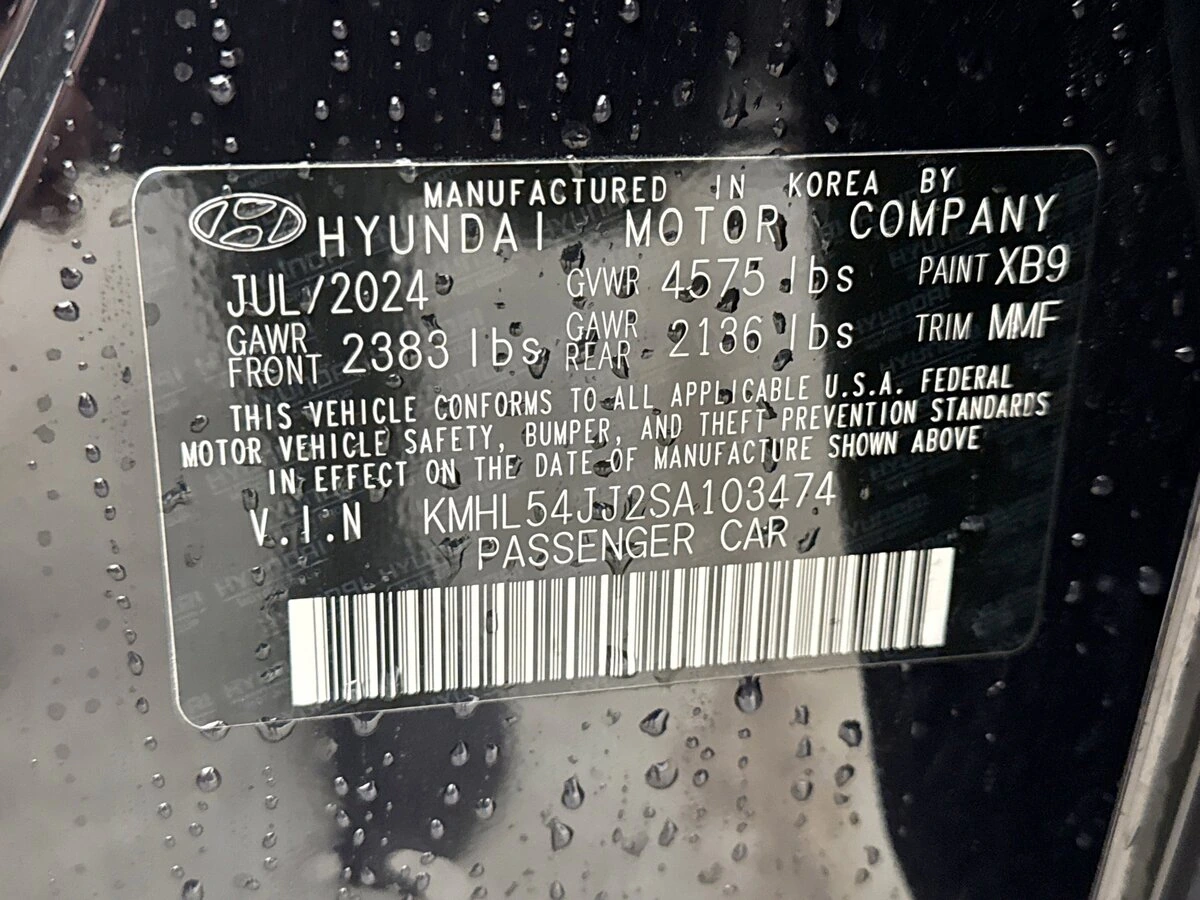 MANUFACTURED IN KOREA BY
HYUNDAI MOTOR COMPANY
JUL/2024 GVWR 4575 lbs PAINT XB9
GAWR FRONT 2383 lbs GAWR REAR 2136 lbs TRIM MMF
THIS VEHICLE CONFORMS TO ALL APPLICABLE U.S.A. FEDERAL
MOTOR VEHICLE SAFETY, BUMPER, AND THEFT PREVENTION STANDARDS
IN EFFECT ON THE DATE OF MANUFACTURE SHOWN ABOVE
V.I.N KMHL54JJ2SA103474
PASSENGER CAR